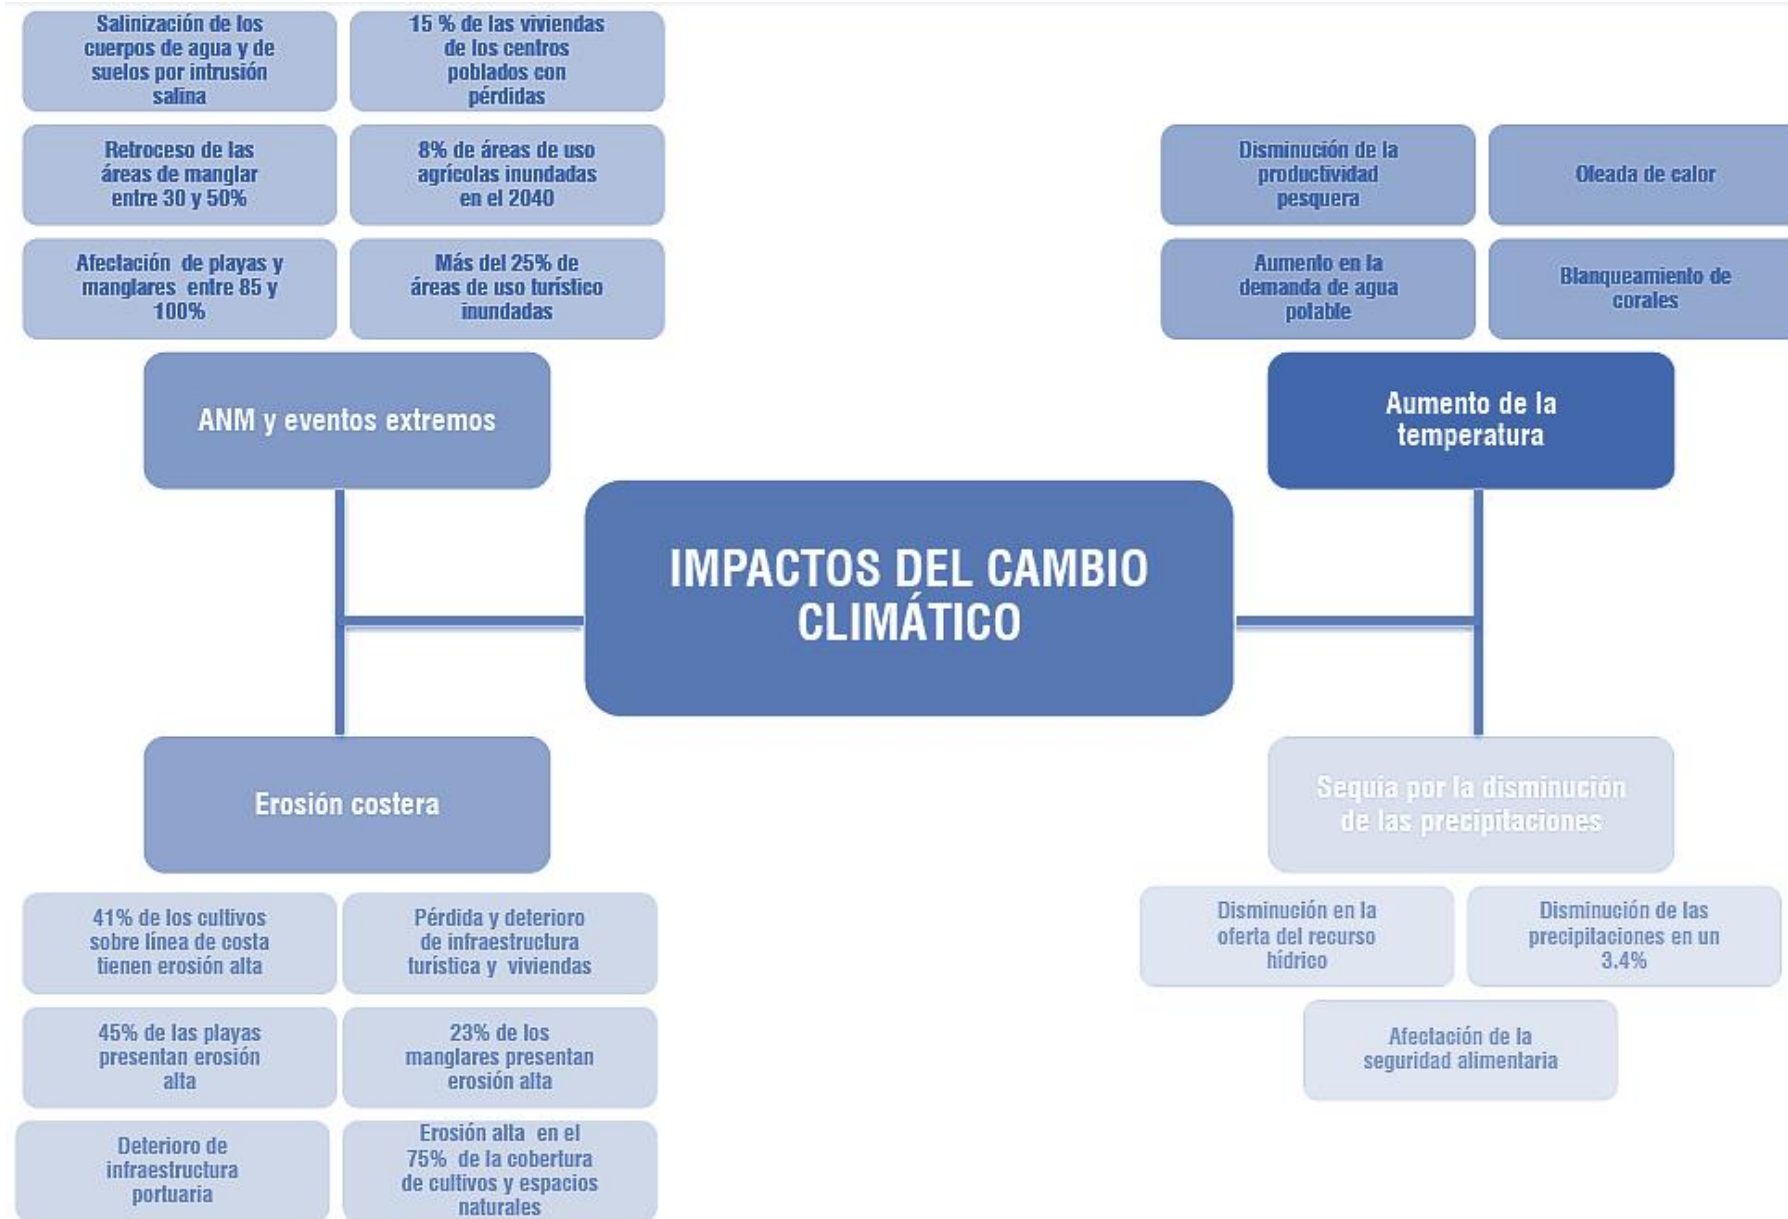 Salinización de los
cuerpos de agua y de
suelos por intrusión
salina
15 % de las viviendas
de los centros
poblados con
pérdidas
Retroceso de las
áreas de manglar
entre 30 y 50%
8% de áreas de uso
agrícolas inundadas
en el 2040
Afectación de playas y
manglares entre 85 y
100%
Más del 25% de
áreas de uso turístico
inundadas
ANM y eventos extremos
Disminución de la
productividad
pesquera
Oleada de calor
Aumento en la
demanda de agua
potable
Blanqueamiento de
corales
Aumento de la
temperatura
IMPACTOS DEL CAMBIO
CLIMÁTICO
Erosión costera
41% de los cultivos
sobre línea de costa
tienen erosión alta
Pérdida y deterioro
de infraestructura
turística y viviendas
45% de las playas
presentan erosión
alta
23% de los
manglares presentan
erosión alta
Deterioro de
infraestructura
portuaria
Erosión alta en el
75% de la cobertura
de cultivos y espacios
naturales
Sequía por la disminución
de las precipitaciones
Disminución en la
oferta del recurso
hídrico
Disminución de las
precipitaciones en un
3.4%
Afectación de la
seguridad alimentaria